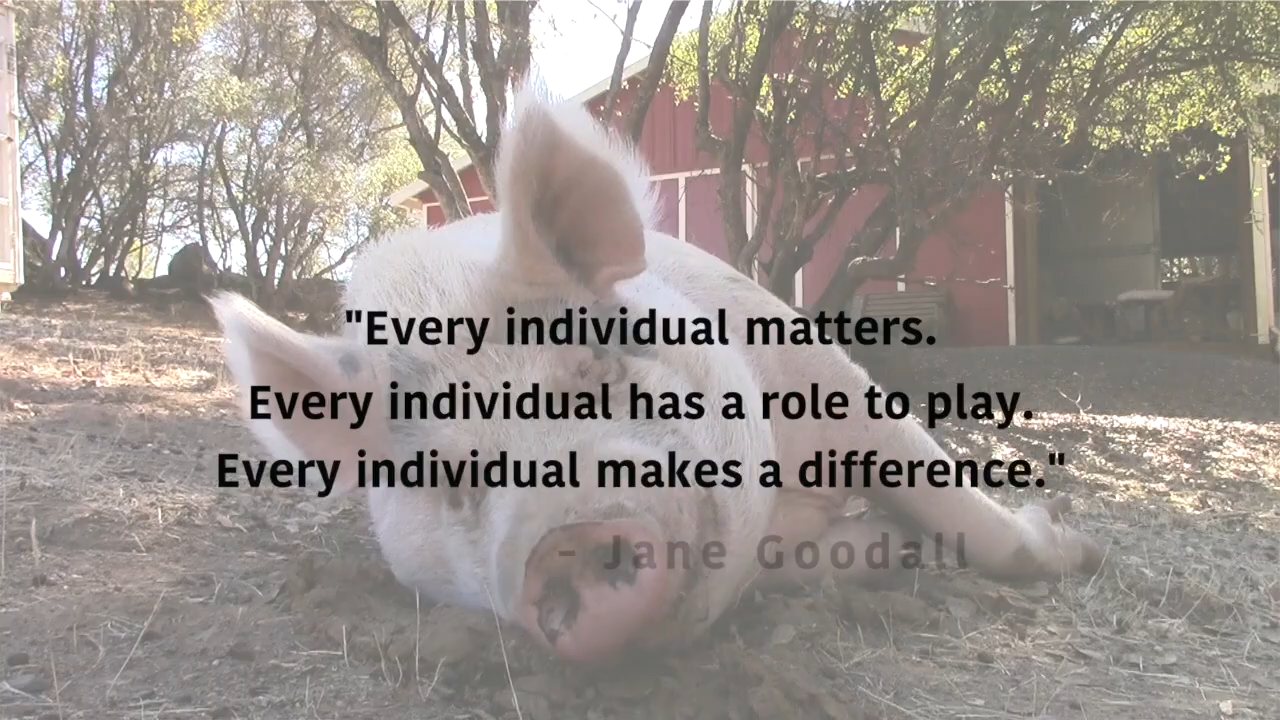 "Every individual matters.
Every individual has a role to play.
Every individual makes a difference."
- Jane Goodall